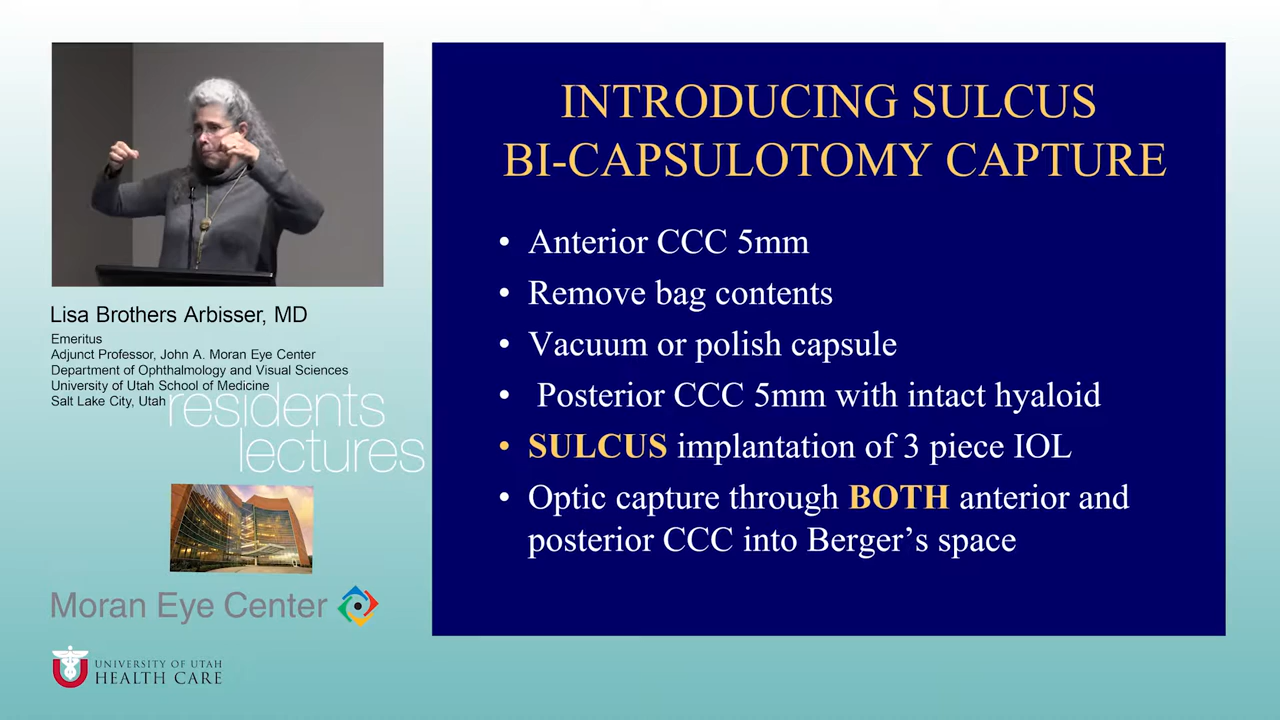 INTRODUCING SULCUS
BI-CAPSULOTOMY CAPTURE
• Anterior CCC 5mm
• Remove bag contents
• Vacuum or polish capsule
• Posterior CCC 5mm with intact hyaloid
• SULCUS implantation of 3 piece IOL
• Optic capture through BOTH anterior and
posterior CCC into Berger’s space
Lisa Brothers Arbisser, MD
Emeritus
Adjunct Professor, John A. Moran Eye Center
Department of Ophthalmology and Visual Sciences
University of Utah School of Medicine
Salt Lake City, Utah
residents
lectures
Moran Eye Center
UNIVERSITY OF UTAH
HEALTH CARE